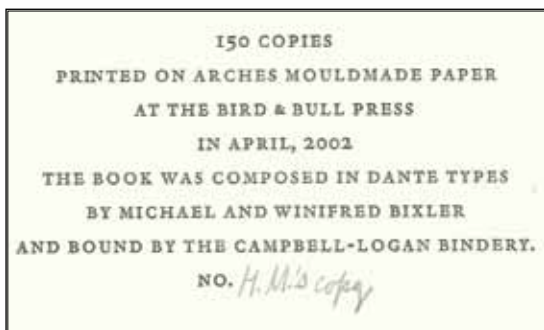 150 COPIES
PRINTED ON ARCHES MOULDMADE PAPER
AT THE BIRD & BULL PRESS
IN APRIL, 2002
THE BOOK WAS COMPOSED IN DANTE TYPES
BY MICHAEL AND WINIFRED BIXLER
AND BOUND BY THE CAMPBELL-LOGAN BINDERY.
NO. H.M.'s copy